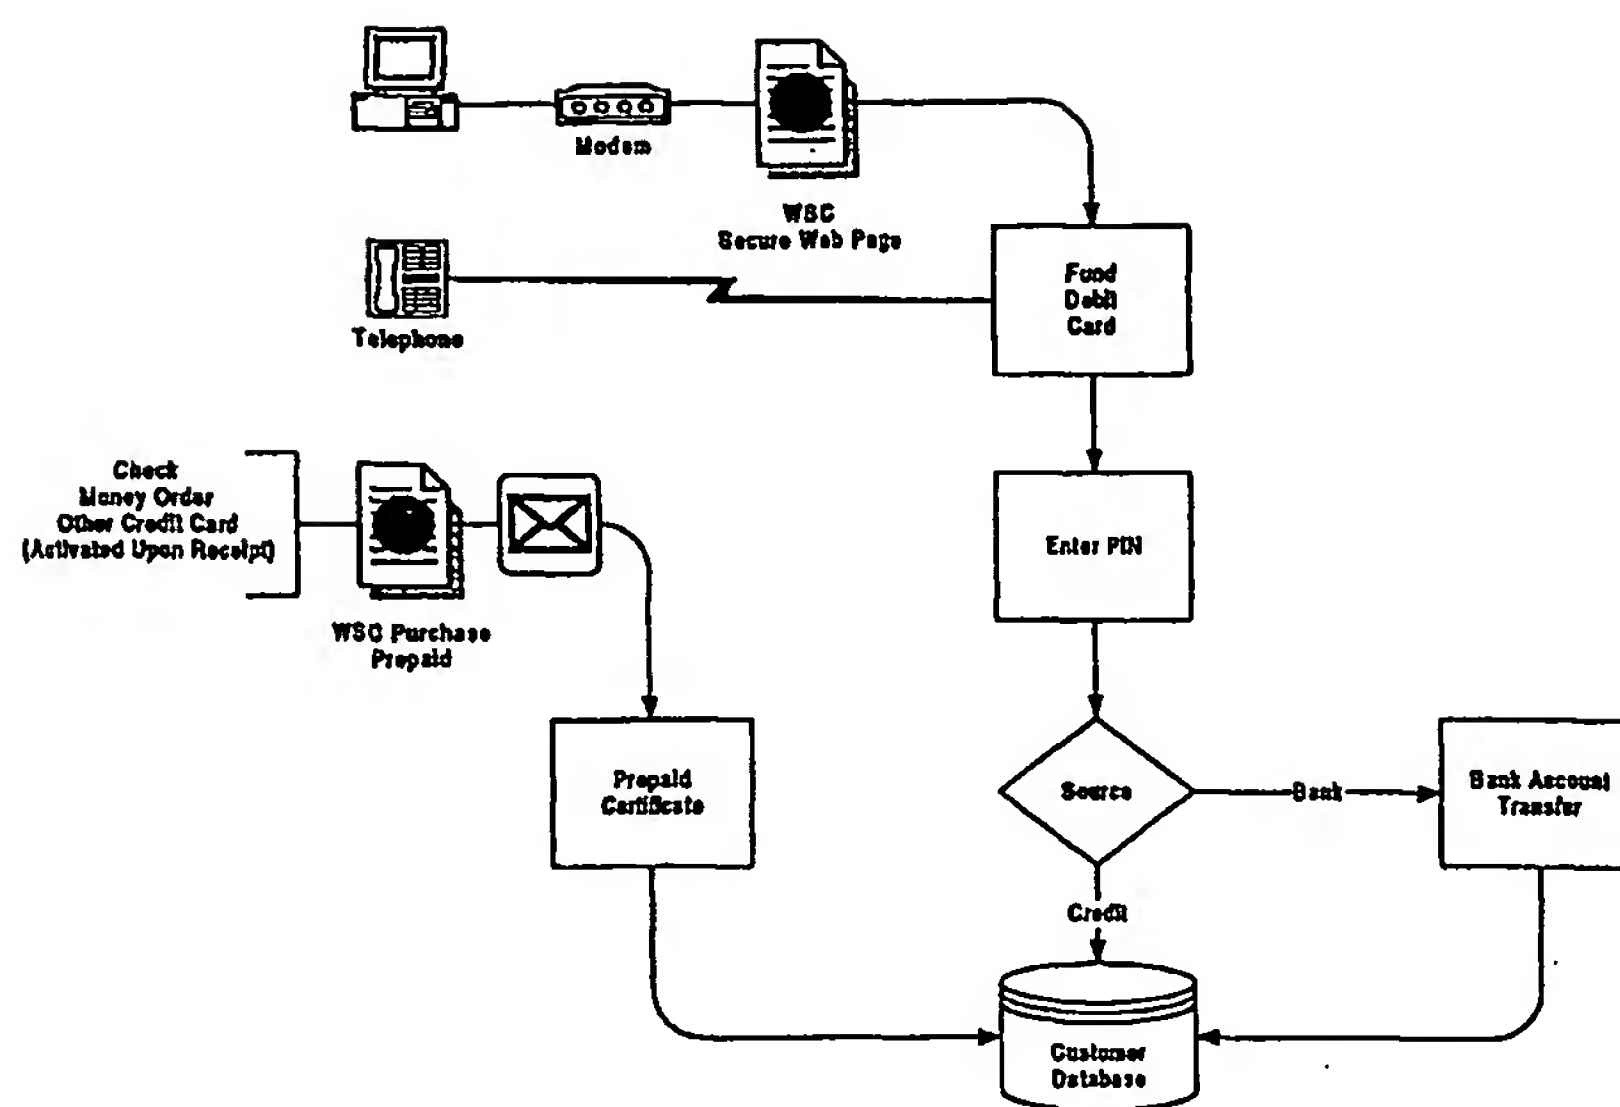 Modem
WSC
Secure Web Page
Fund
Debit
Card
Telephone
Check
Money Order
Other Credit Card
(Activated Upon Receipt)
WSC Purchase
Prepaid
Enter PIN
Prepaid
Certificate
Source
Bank
Bank Account
Transfer
Credit
Customer
Database